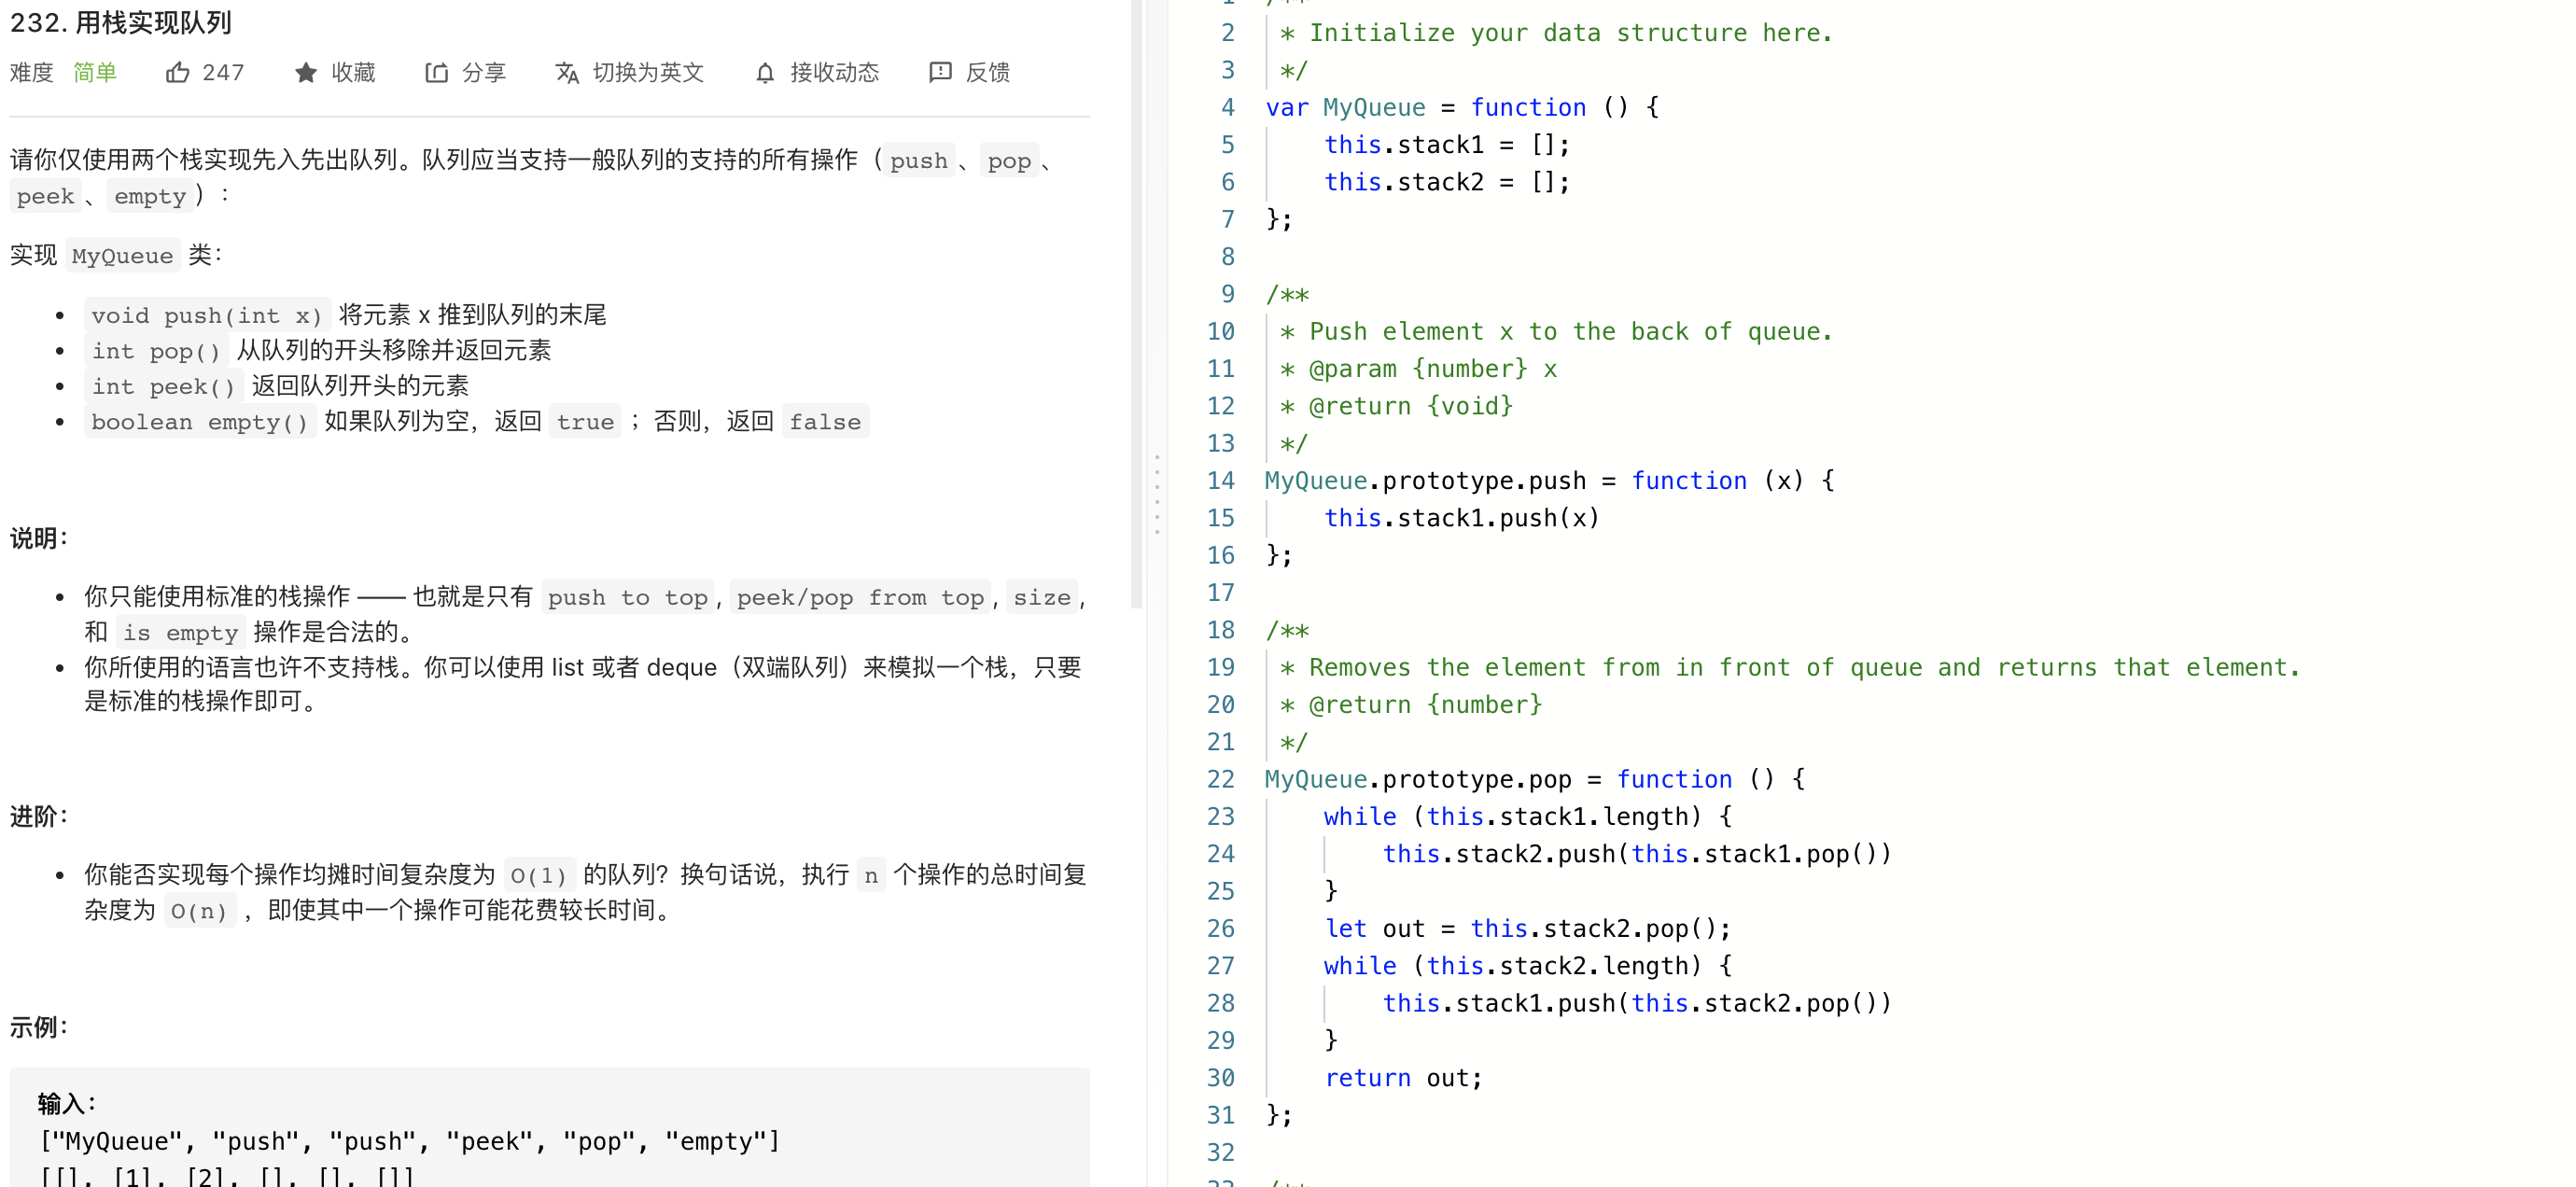 232. 用栈实现队列
难度 简单 247 收藏 分享 切换为英文 接收动态 反馈
请你仅使用两个栈实现先入先出队列。队列应当支持一般队列的支持的所有操作（push、pop、
peek、empty）：
实现 MyQueue 类：
• void push(int x) 将元素 x 推到队列的末尾
• int pop() 从队列的开头移除并返回元素
• int peek() 返回队列开头的元素
• boolean empty() 如果队列为空，返回 true ；否则，返回 false
说明：
• 你只能使用标准的栈操作 —— 也就是只有 push to top, peek/pop from top, size,
和 is empty 操作是合法的。
• 你所使用的语言也许不支持栈。你可以使用 list 或者 deque（双端队列）来模拟一个栈，只要
是标准的栈操作即可。
进阶：
• 你能否实现每个操作均摊时间复杂度为 O(1) 的队列？换句话说，执行 n 个操作的总时间复
杂度为 O(n) ，即使其中一个操作可能花费较长时间。
示例：
输入：
["MyQueue", "push", "push", "peek", "pop", "empty"]
[[], [1], [2], [], [], []]
1 /**
2 * Initialize your data structure here.
3 */
4 var MyQueue = function () {
5 this.stack1 = [];
6 this.stack2 = [];
7 };
8
9 /**
10 * Push element x to the back of queue.
11 * @param {number} x
12 * @return {void}
13 */
14 MyQueue.prototype.push = function (x) {
15 this.stack1.push(x)
16 };
17
18 /**
19 * Removes the element from in front of queue and returns that element.
20 * @return {number}
21 */
22 MyQueue.prototype.pop = function () {
23 while (this.stack1.length) {
24 this.stack2.push(this.stack1.pop())
25 }
26 let out = this.stack2.pop();
27 while (this.stack2.length) {
28 this.stack1.push(this.stack2.pop())
29 }
30 return out;
31 };
32
33 /**